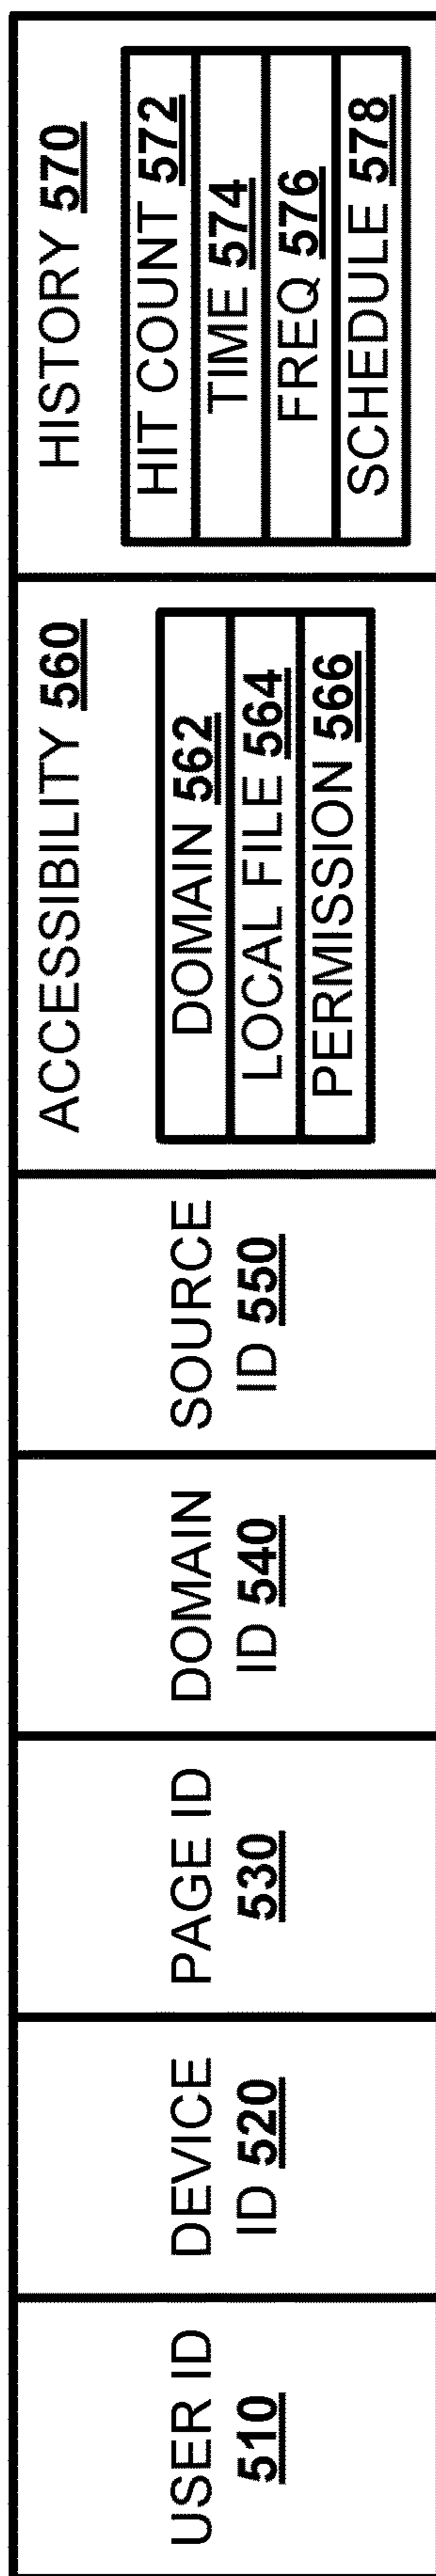 USER ID
510
DEVICE
ID 520
PAGE ID
530
DOMAIN
ID 540
SOURCE
ID 550
ACCESSIBILITY 560
DOMAIN 562
LOCAL FILE 564
PERMISSION 566
HISTORY 570
HIT COUNT 572
TIME 574
FREQ 576
SCHEDULE 578